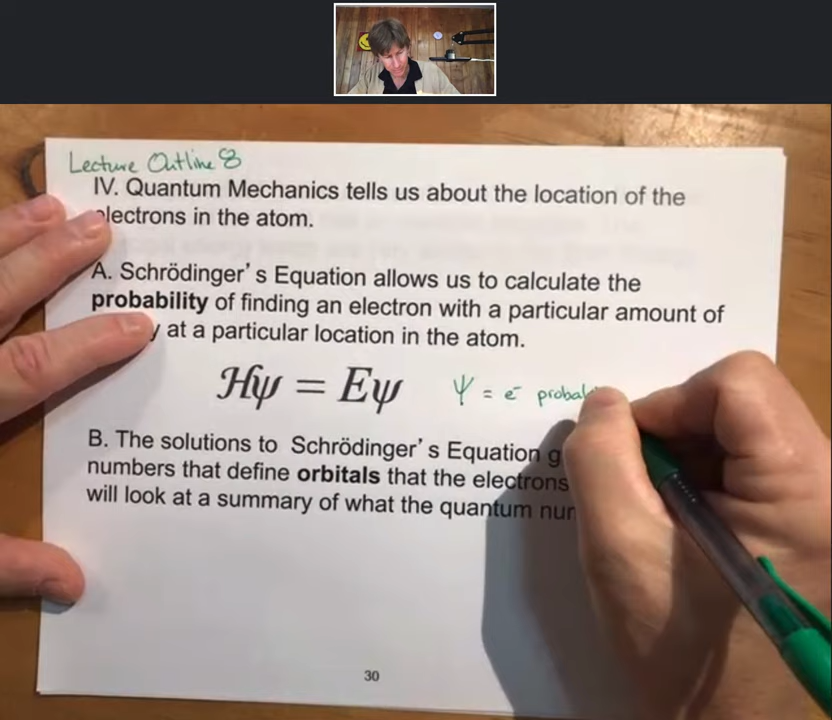 Lecture Outline 8
IV. Quantum Mechanics tells us about the location of the
electrons in the atom.
A. Schrödinger's Equation allows us to calculate the
probability of finding an electron with a particular amount of
y at a particular location in the atom.
Hψ = Eψ ψ = e⁻ probab
B. The solutions to Schrödinger's Equation g
numbers that define orbitals that the electrons
will look at a summary of what the quantum nu
30